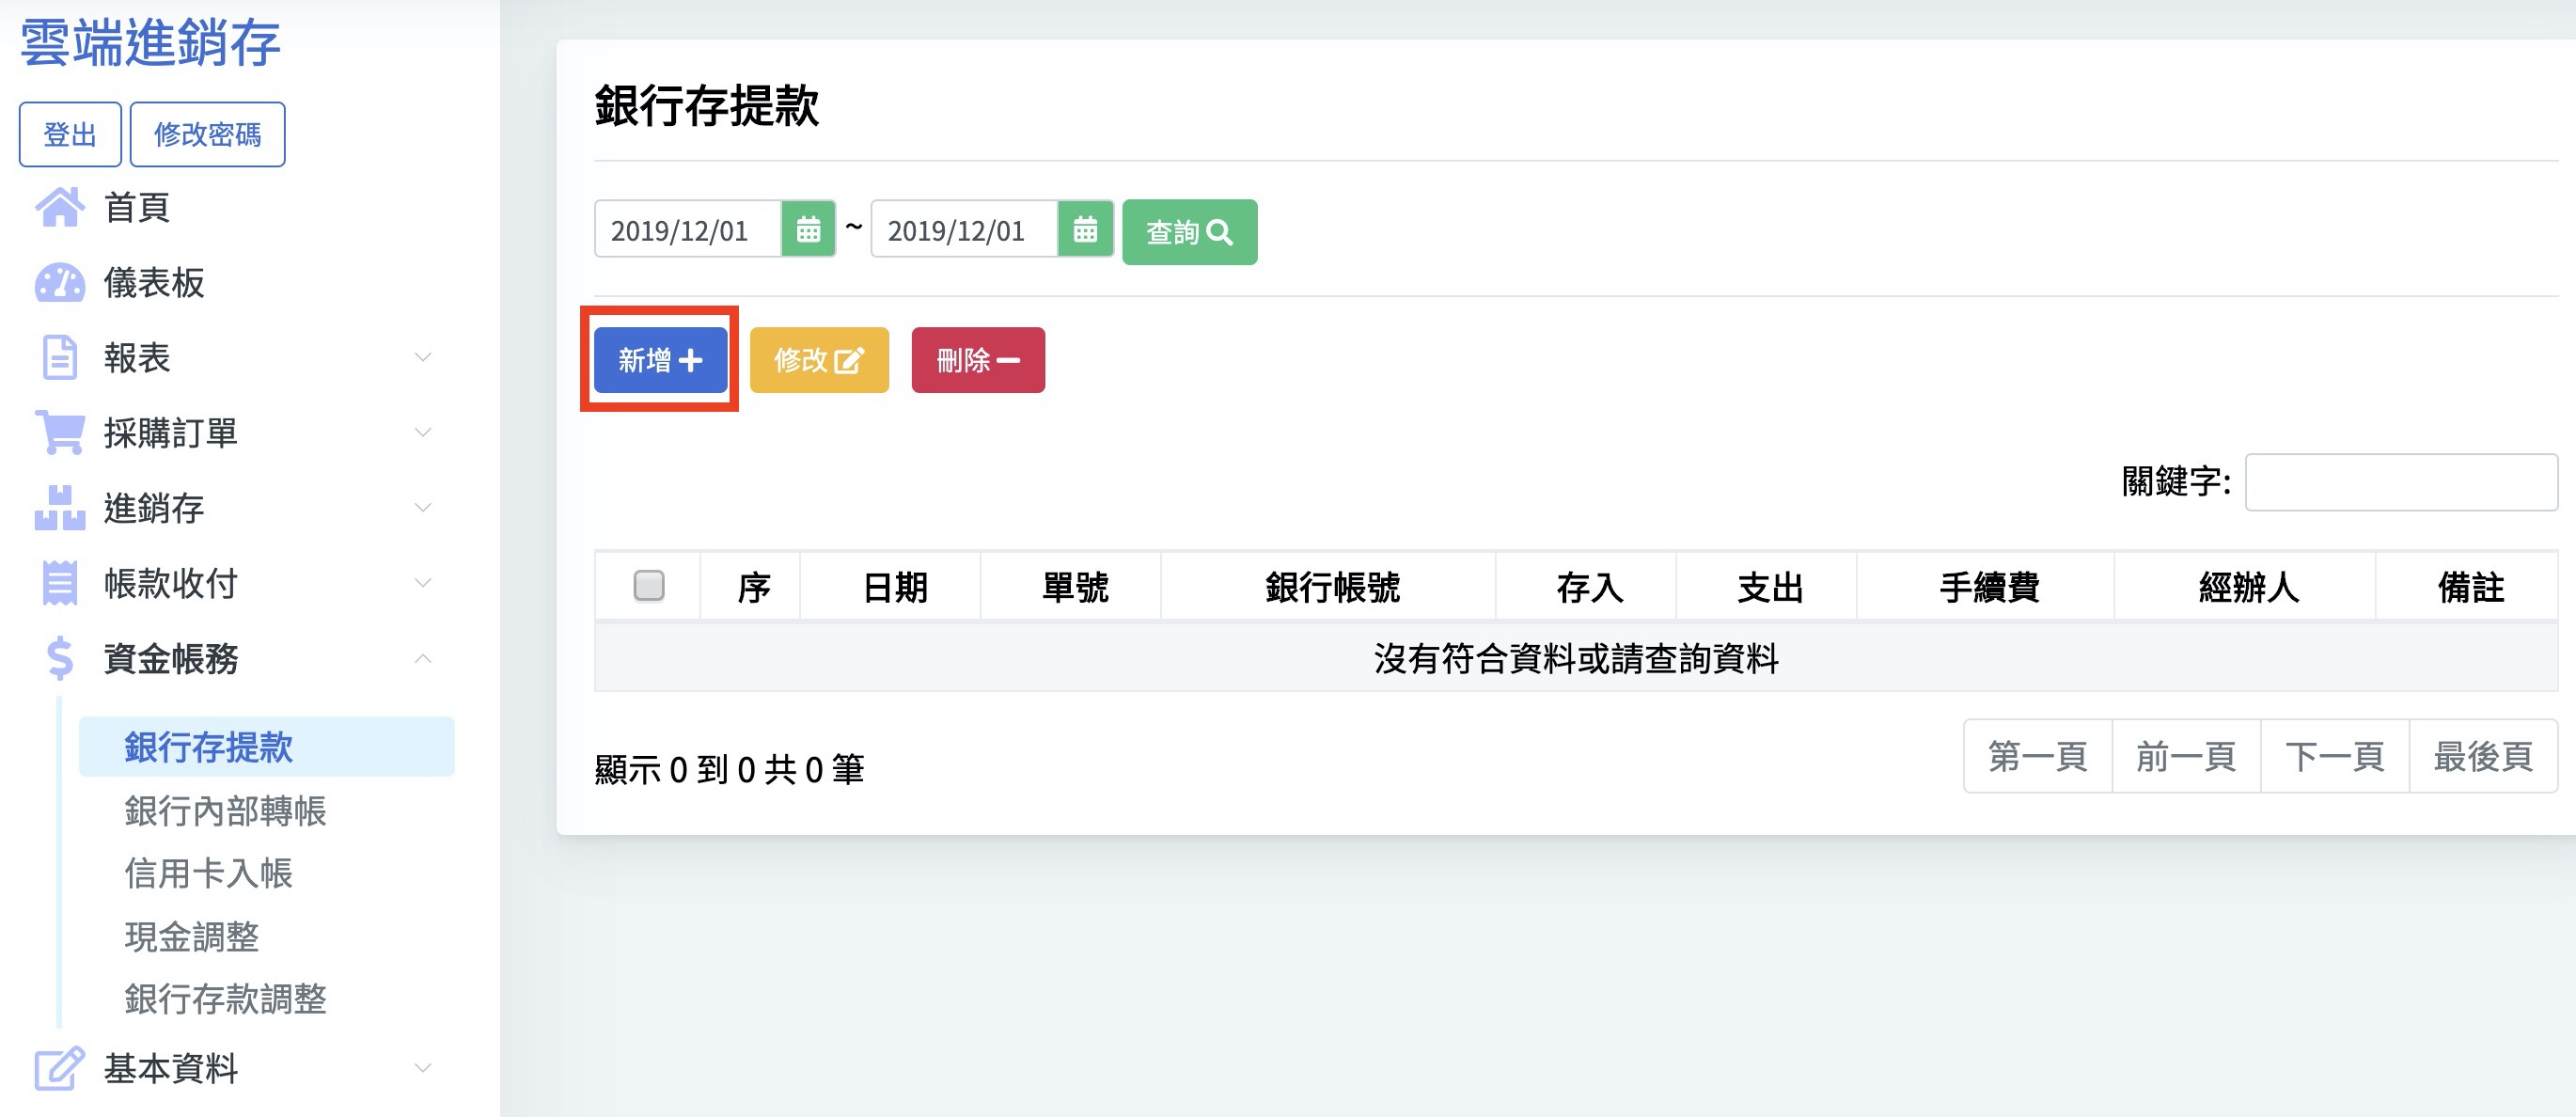 雲端進銷存
登出 修改密碼
首頁
儀表板
報表
採購訂單
進銷存
帳款收付
資金帳務
銀行存提款
銀行內部轉帳
信用卡入帳
現金調整
銀行存款調整
基本資料
銀行存提款
2019/12/01 ~ 2019/12/01 查詢
新增 修改 刪除
關鍵字:
序 日期 單號 銀行帳號 存入 支出 手續費 經辦人 備註
沒有符合資料或請查詢資料
顯示 0 到 0 共 0 筆
第一頁 前一頁 下一頁 最後頁